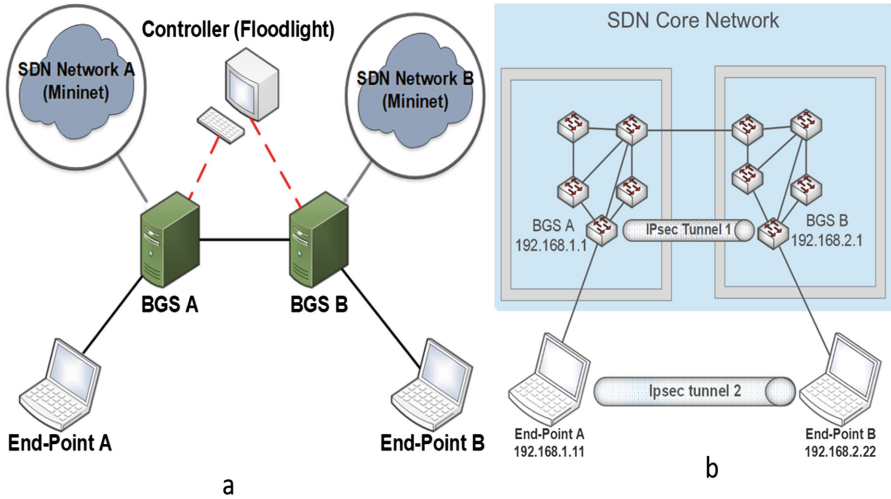 Controller (Floodlight)
SDN Network A
(Mininet)
SDN Network B
(Mininet)
BGS A
BGS B
End-Point A
End-Point B
a
SDN Core Network
BGS A
192.168.1.1
IPsec Tunnel 1
BGS B
192.168.2.1
Ipsec tunnel 2
End-Point A
192.168.1.11
End-Point B
192.168.2.22
b